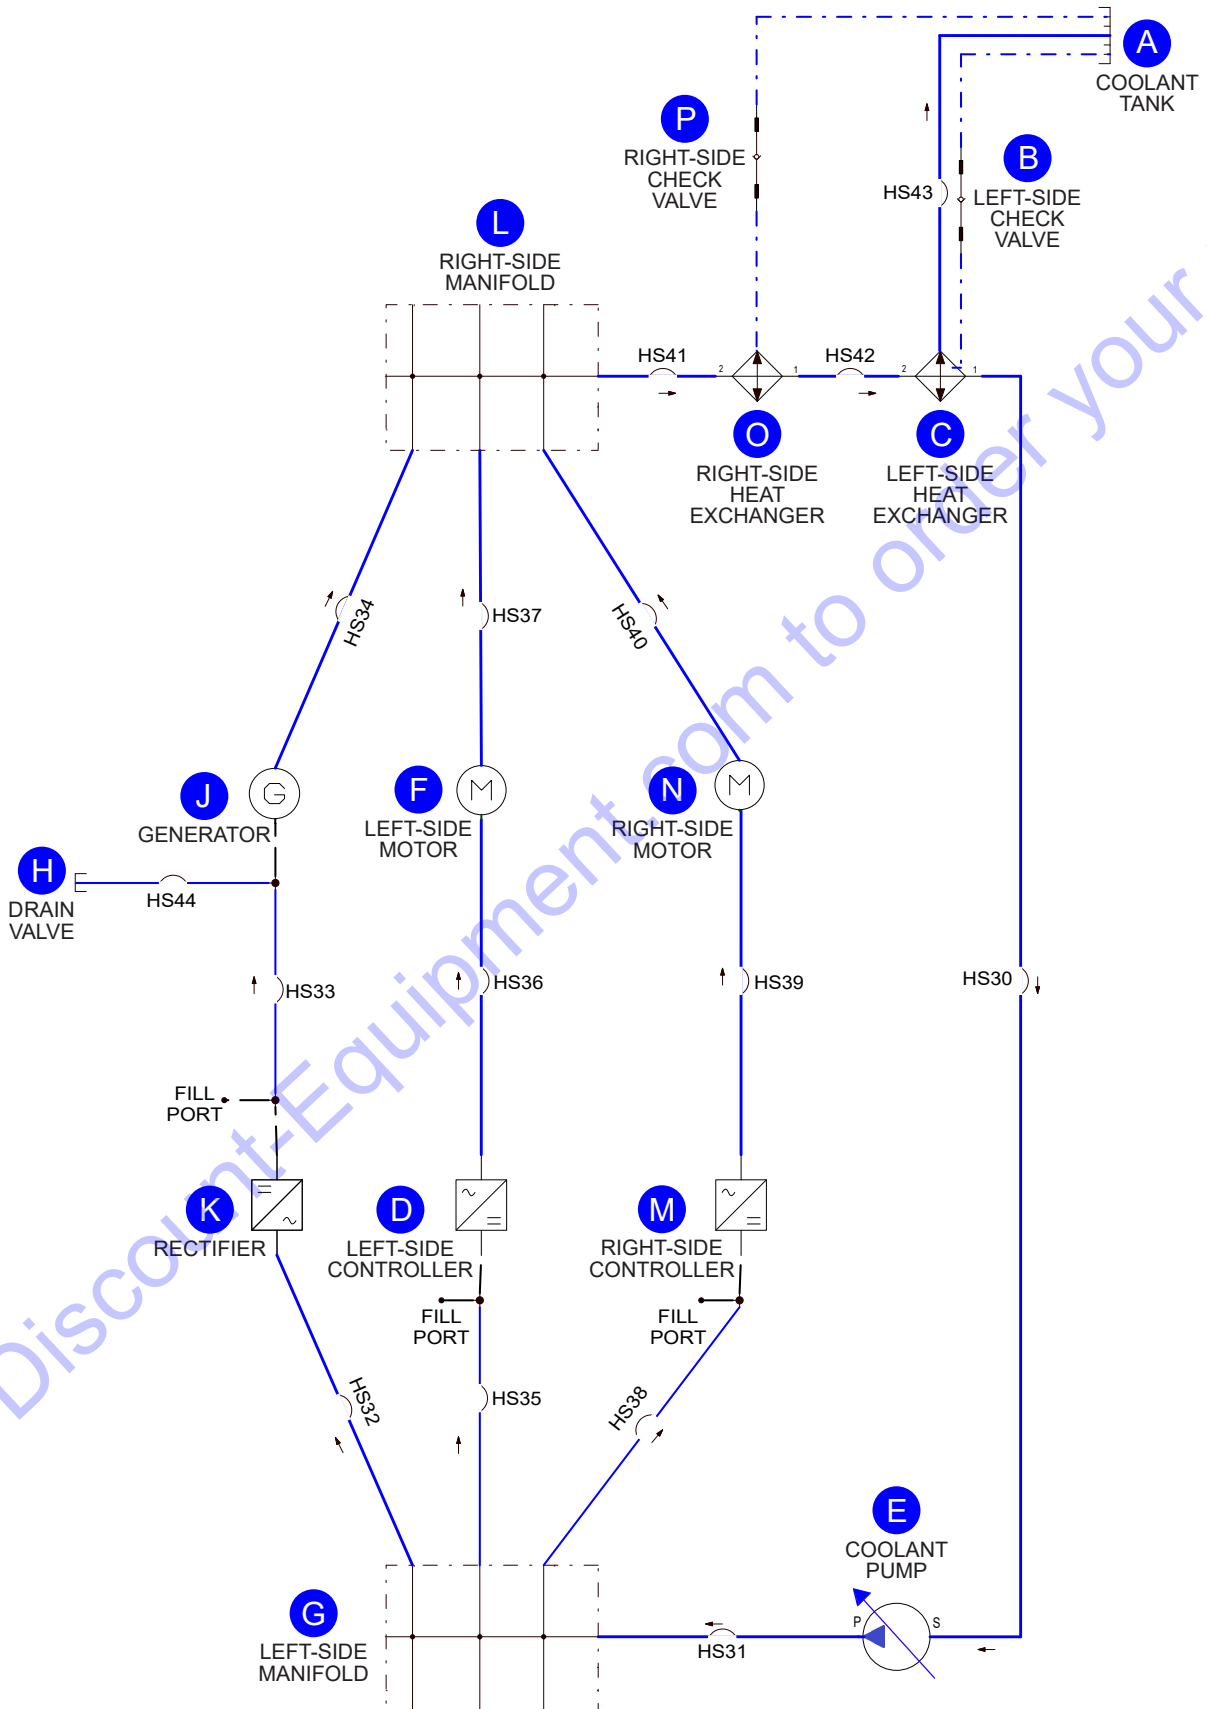 A
COOLANT
TANK
P
RIGHT-SIDE
CHECK
VALVE
B
LEFT-SIDE
CHECK
VALVE
HS43
L
RIGHT-SIDE
MANIFOLD
HS41
2
1
HS42
2
1
O
RIGHT-SIDE
HEAT
EXCHANGER
C
LEFT-SIDE
HEAT
EXCHANGER
HS34
HS37
HS40
J
G
GENERATOR
F
M
LEFT-SIDE
MOTOR
N
M
RIGHT-SIDE
MOTOR
H
DRAIN
VALVE
HS44
HS33
HS36
HS39
HS30
FILL
PORT
K
RECTIFIER
D
LEFT-SIDE
CONTROLLER
M
RIGHT-SIDE
CONTROLLER
FILL
PORT
FILL
PORT
HS32
HS35
HS38
E
COOLANT
PUMP
P
S
G
LEFT-SIDE
MANIFOLD
HS31
Discount-Equipment.com to order your